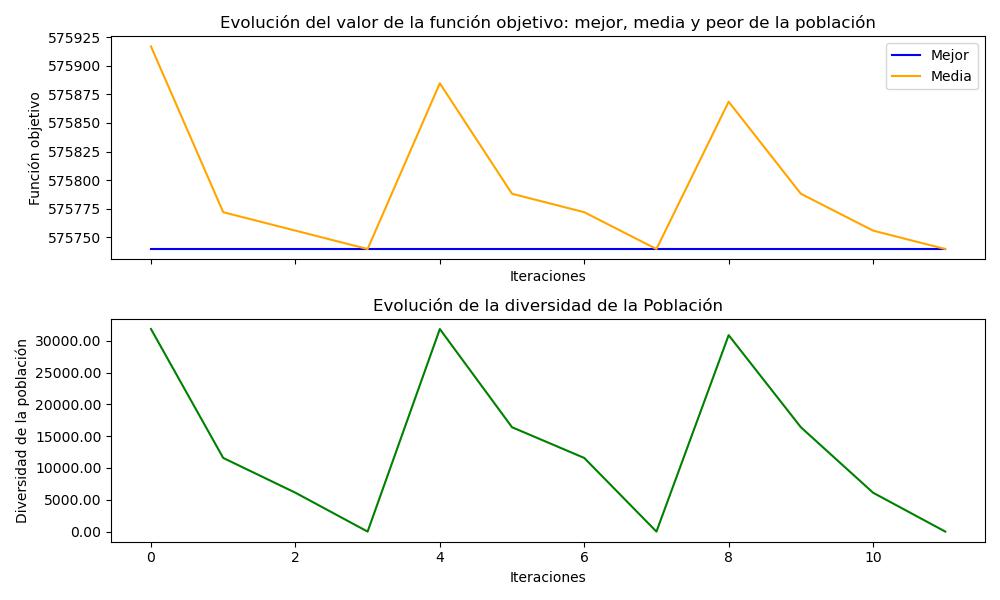 Evolución del valor de la función objetivo: mejor, media y peor de la población
575925
575900
575875
575850
575825
575800
575775
575750
Función objetivo
Mejor
Media
Iteraciones
Evolución de la diversidad de la Población
30000.00
25000.00
20000.00
15000.00
10000.00
5000.00
0.00
Diversidad de la población
0 2 4 6 8 10
Iteraciones